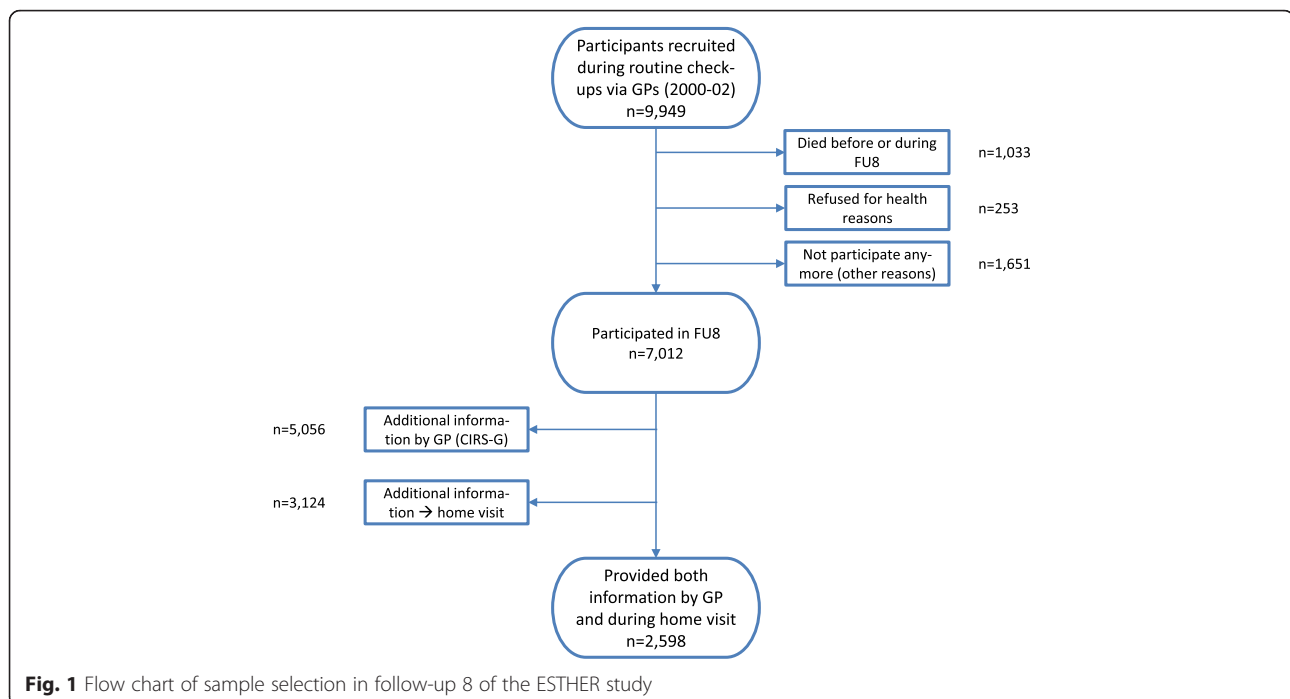 Participants recruited
during routine check-
ups via GPs (2000-02)
n=9,949
Died before or during
FU8
n=1,033
Refused for health
reasons
n=253
Not participate any-
more (other reasons)
n=1,651
Participated in FU8
n=7,012
n=5,056
Additional informa-
tion by GP (CIRS-G)
n=3,124
Additional informa-
tion → home visit
Provided both
information by GP
and during home visit
n=2,598
Fig. 1 Flow chart of sample selection in follow-up 8 of the ESTHER study